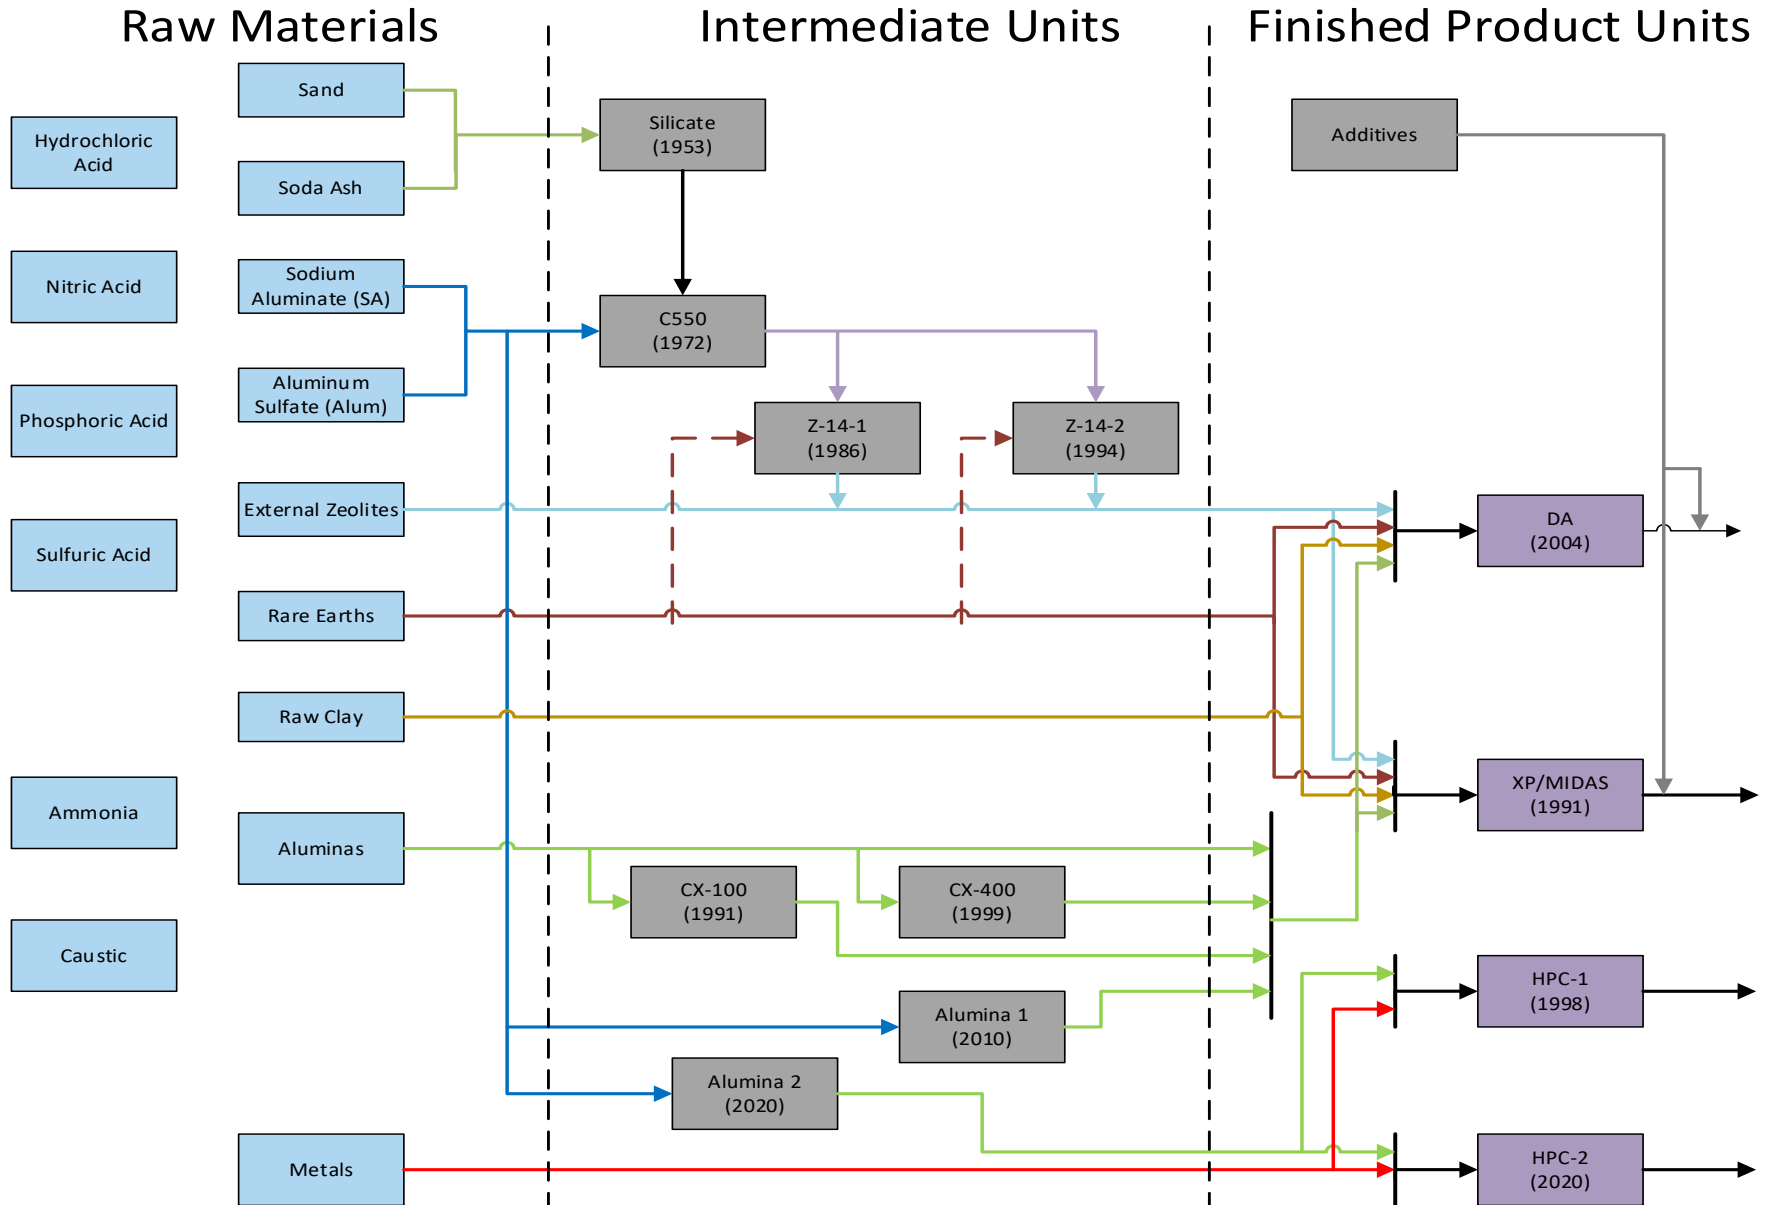 Raw Materials
Intermediate Units
Finished Product Units
Hydrochloric
Acid
Nitric Acid
Phosphoric Acid
Sulfuric Acid
Ammonia
Caustic
Sand
Soda Ash
Sodium
Aluminate (SA)
Aluminum
Sulfate (Alum)
External Zeolites
Rare Earths
Raw Clay
Aluminas
Metals
Silicate
(1953)
C550
(1972)
Z-14-1
(1986)
Z-14-2
(1994)
CX-100
(1991)
CX-400
(1999)
Alumina 1
(2010)
Alumina 2
(2020)
Additives
DA
(2004)
XP/MIDAS
(1991)
HPC-1
(1998)
HPC-2
(2020)